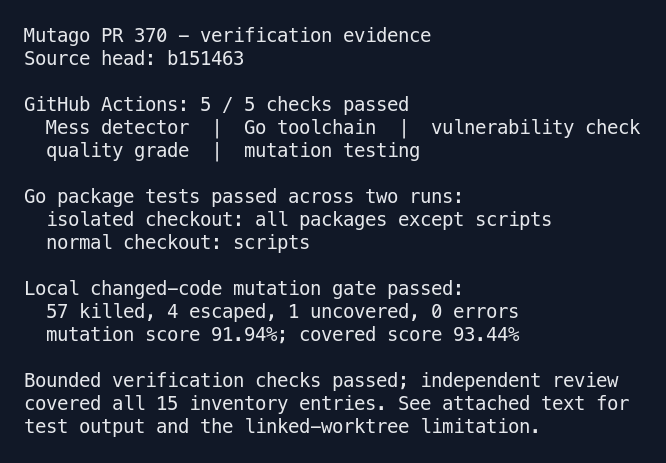 Mutago PR 370 – verification evidence
Source head: b151463
GitHub Actions: 5 / 5 checks passed
Mess detector | Go toolchain | vulnerability check
quality grade | mutation testing
Go package tests passed across two runs:
isolated checkout: all packages except scripts
normal checkout: scripts
Local changed–code mutation gate passed:
57 killed, 4 escaped, 1 uncovered, 0 errors
mutation score 91.94%; covered score 93.44%
Bounded verification checks passed; independent review
covered all 15 inventory entries. See attached text for
test output and the linked–worktree limitation.